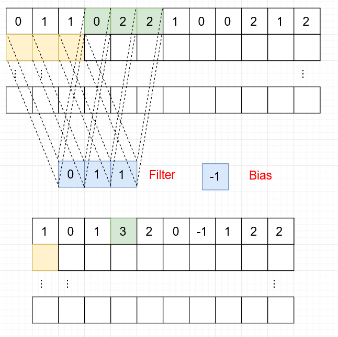 0 1 1 0 2 2 1 0 0 2 1 2
⋮ ⋮
0 1 1 Filter -1 Bias
1 0 1 3 2 0 -1 1 2 2
⋮ ⋮ ⋮